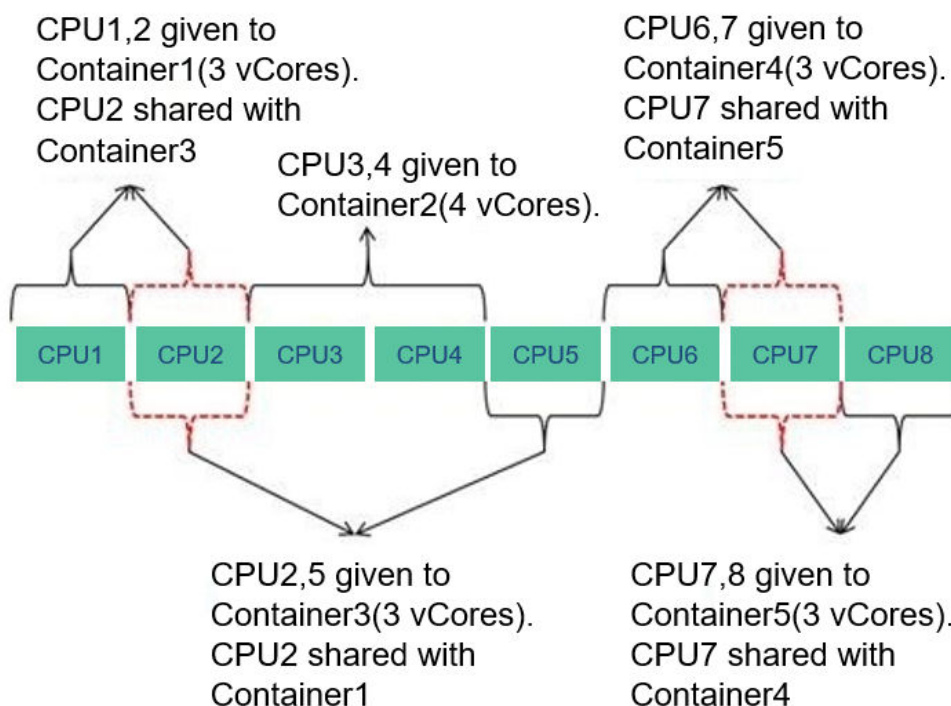 CPU1,2 given to
Container1(3 vCores).
CPU2 shared with
Container3
CPU3,4 given to
Container2(4 vCores).
CPU6,7 given to
Container4(3 vCores).
CPU7 shared with
Container5
CPU1 CPU2 CPU3 CPU4 CPU5 CPU6 CPU7 CPU8
CPU2,5 given to
Container3(3 vCores).
CPU2 shared with
Container1
CPU7,8 given to
Container5(3 vCores).
CPU7 shared with
Container4